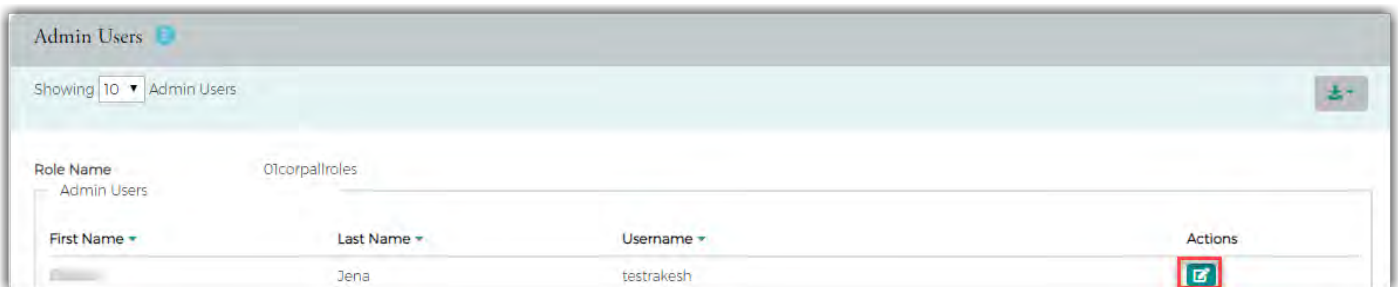 Admin Users
Showing 10 Admin Users
Role Name 01corpallroles
Admin Users
First Name Last Name Username Actions
Jena testrakesh